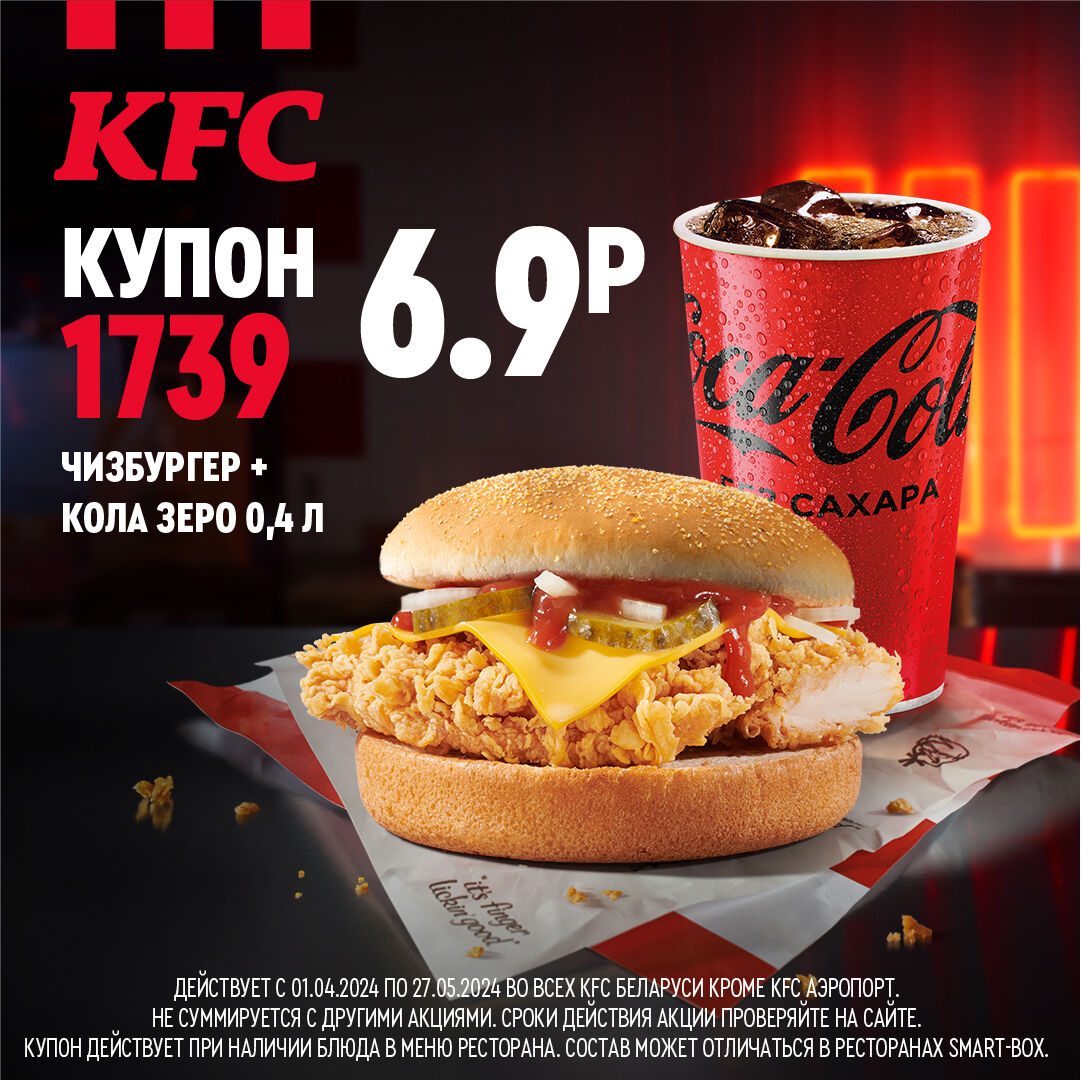 KFC
КУПОН
1739
6.9Р
ЧИЗБУРГЕР +
КОЛА ЗЕРО 0,4 Л
Coca-Cola
САХАРА
"it's finger
lickin' good"
ДЕЙСТВУЕТ С 01.04.2024 ПО 27.05.2024 ВО ВСЕХ KFC БЕЛАРУСИ КРОМЕ KFC АЭРОПОРТ.
НЕ СУММИРУЕТСЯ С ДРУГИМИ АКЦИЯМИ. СРОКИ ДЕЙСТВИЯ АКЦИИ ПРОВЕРЯЙТЕ НА САЙТЕ.
КУПОН ДЕЙСТВУЕТ ПРИ НАЛИЧИИ БЛЮДА В МЕНЮ РЕСТОРАНА. СОСТАВ МОЖЕТ ОТЛИЧАТЬСЯ В РЕСТОРАНАХ SMART-BOX.